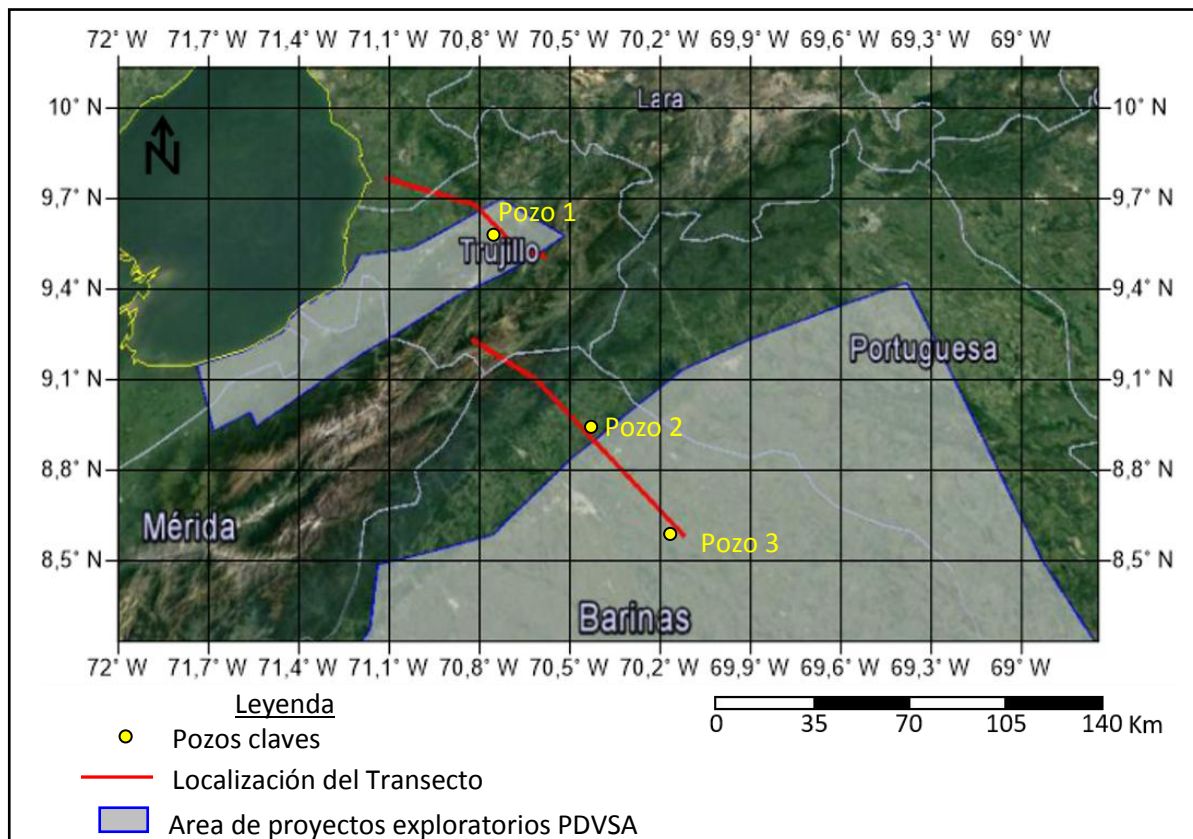 72° W 71,7° W 71,4° W 71,1° W 70,8° W 70,5° W 70,2° W 69,9° W 69,6° W 69,3° W 69° W
Lara
10° N 10° N
N
9,7° N 9,7° N
Pozo 1
Trujillo
9,4° N 9,4° N
Portuguesa
9,1° N 9,1° N
Pozo 2
8,8° N 8,8° N
Mérida
Pozo 3
8,5° N 8,5° N
Barinas
72° W 71,7° W 71,4° W 71,1° W 70,8° W 70,5° W 70,2° W 69,9° W 69,6° W 69,3° W 69° W
Leyenda
0 35 70 105 140 Km
Pozos claves
Localización del Transecto
Area de proyectos exploratorios PDVSA